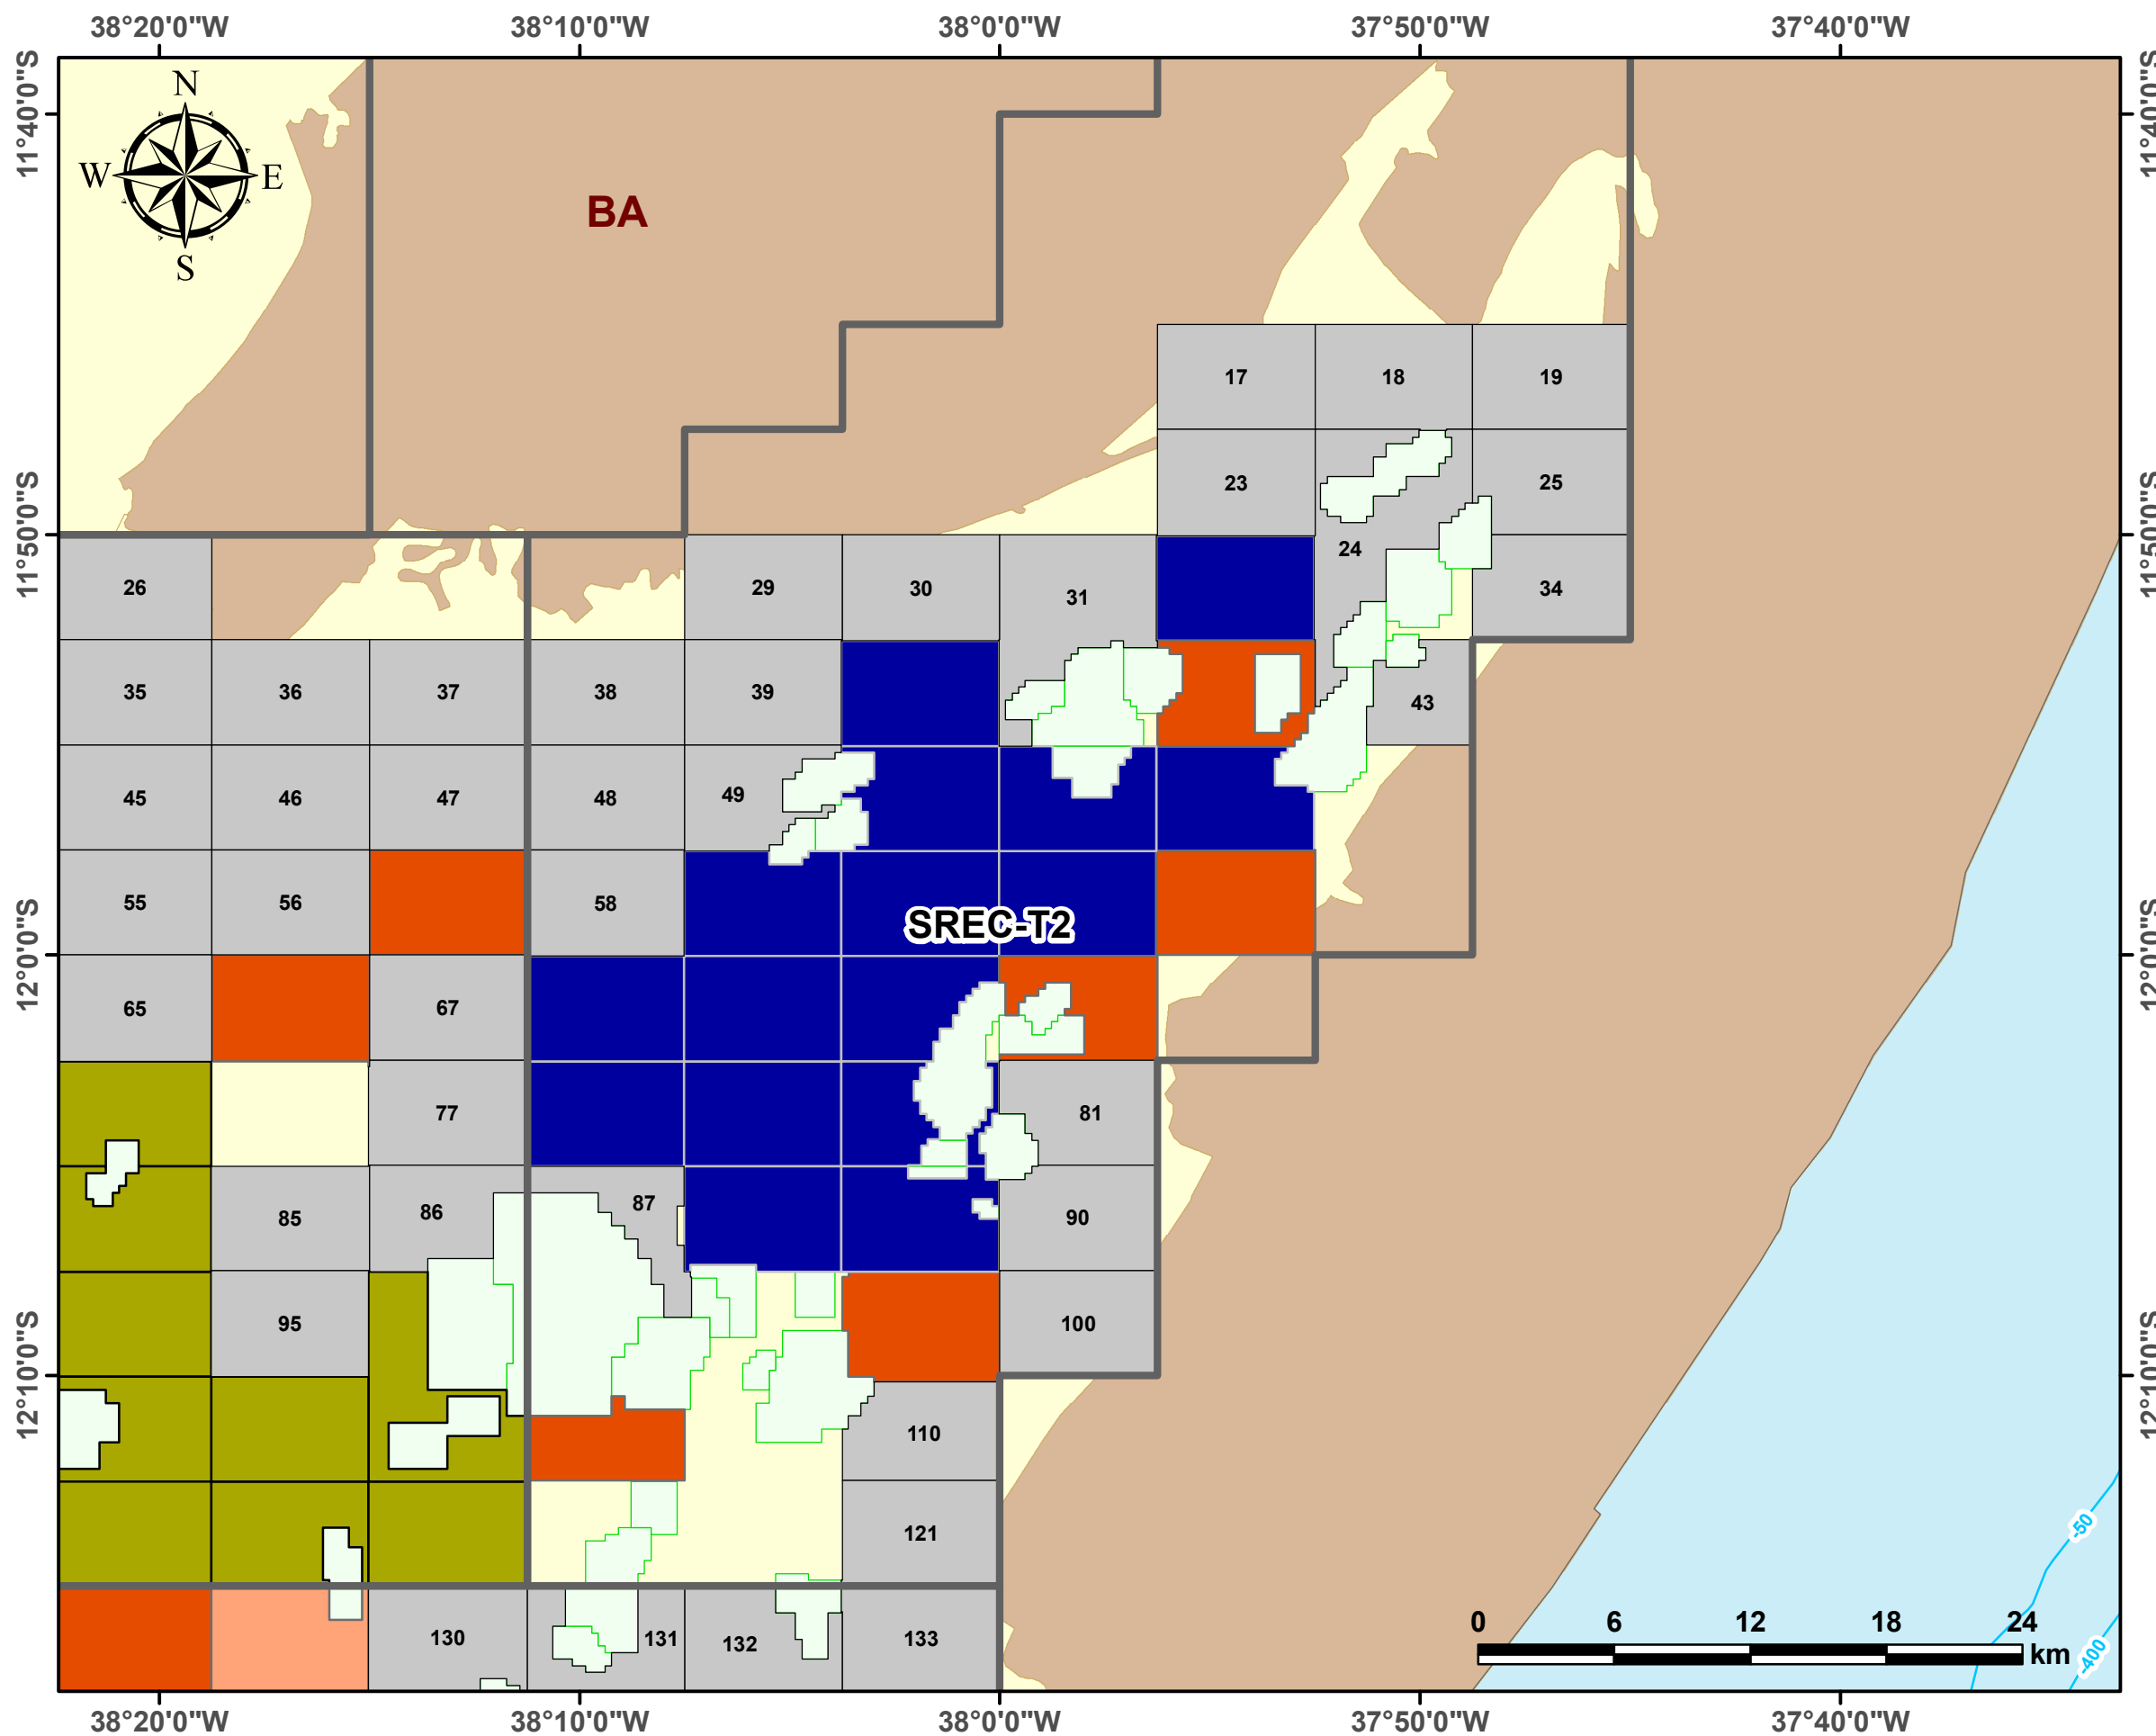 38°20'0"W 38°10'0"W 38°0'0"W 37°50'0"W 37°40'0"W
11°40'0"S 11°40'0"S
N
W E
S
BA
17 18 19
23 25
11°50'0"S 24 11°50'0"S
26 29 30 31 34
35 36 37 38 39 43
45 46 47 48 49
55 56 58
SREC-T2
12°0'0"S 12°0'0"S
65 67
77 81
85 86 87 90
95 100
12°10'0"S 12°10'0"S
110
121
-50
0 6 12 18 24
km
130 131 132 133
-400
38°20'0"W 38°10'0"W 38°0'0"W 37°50'0"W 37°40'0"W